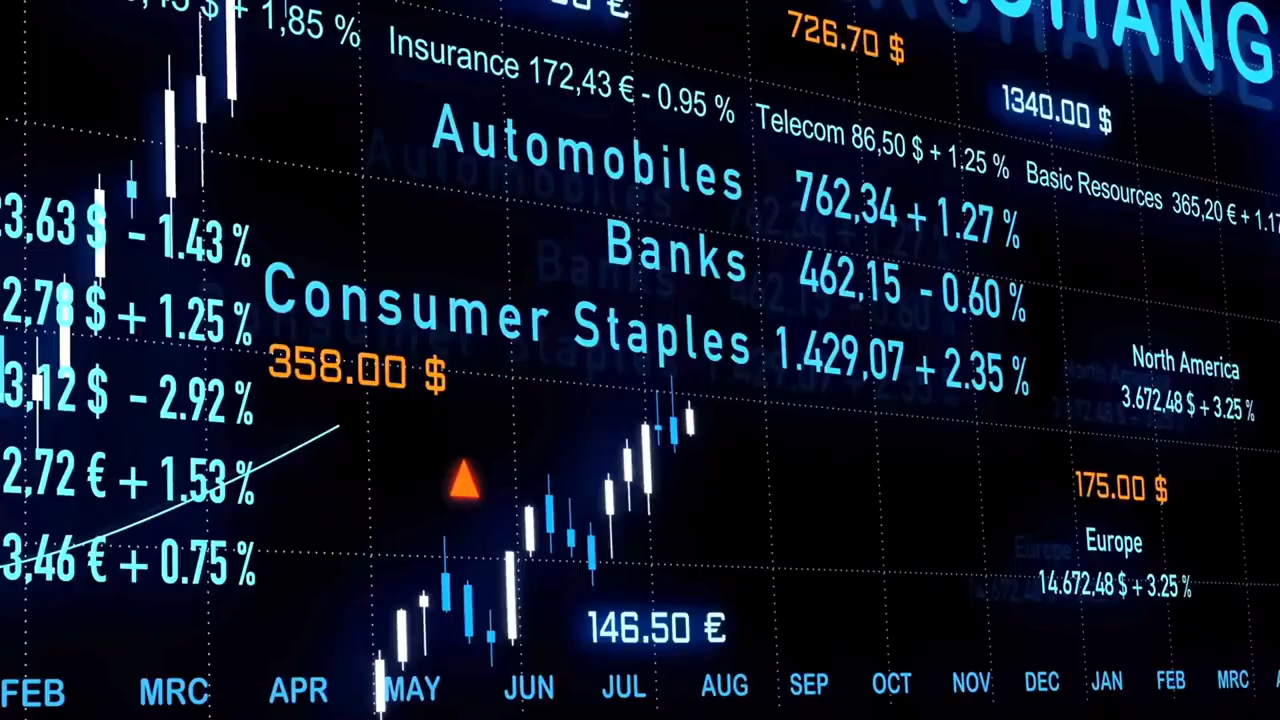 + 1,85 %
Insurance 172,43 € - 0.95 %
Telecom 86,50 $ + 1.25 %
Basic Resources 365,20 € +
726.70 $
1340.00 $
Automobiles 762,34 + 1.27 %
Banks 462,15 - 0.60 %
Consumer Staples 1.429,07 + 2.35 %
3,63 $ - 1.43 %
2,78 $ + 1.25 %
3,12 $ - 2.92 %
2,72 € + 1.53 %
3,46 € + 0.75 %
358.00 $
North America
3.672,48 $ + 3.25 %
175.00 $
Europe
14.672,48 $ + 3.25 %
146.50 €
FEB MRC APR MAY JUN JUL AUG SEP OCT NOV DEC JAN FEB MRC